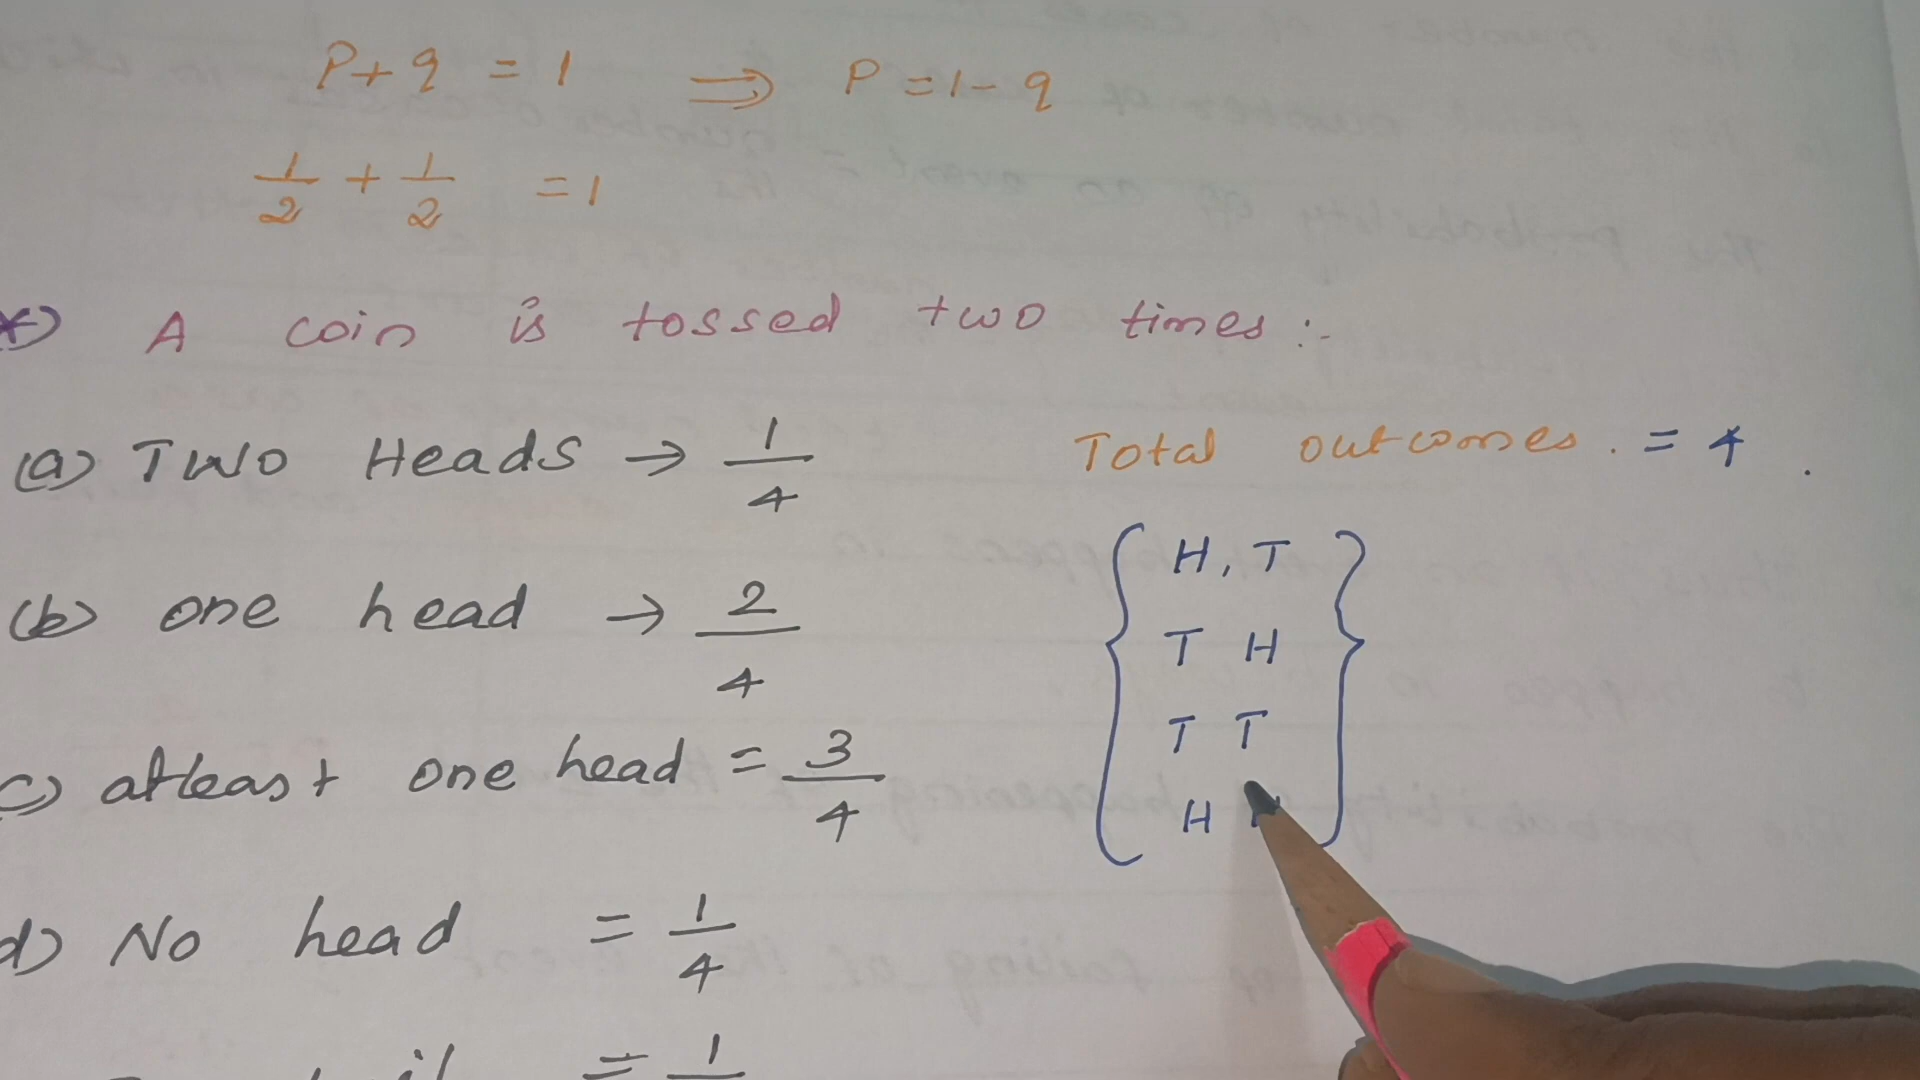 P + q = 1 ⇒ P = 1 - q
1/2 + 1/2 = 1
*) A coin is tossed two times :-
(a) Two Heads → 1/4
Total outcomes. = 4.
(b) one head → 2/4
{ H, T
T H
T T
H H }
c) atleast one head = 3/4
d) No head = 1/4
= 1